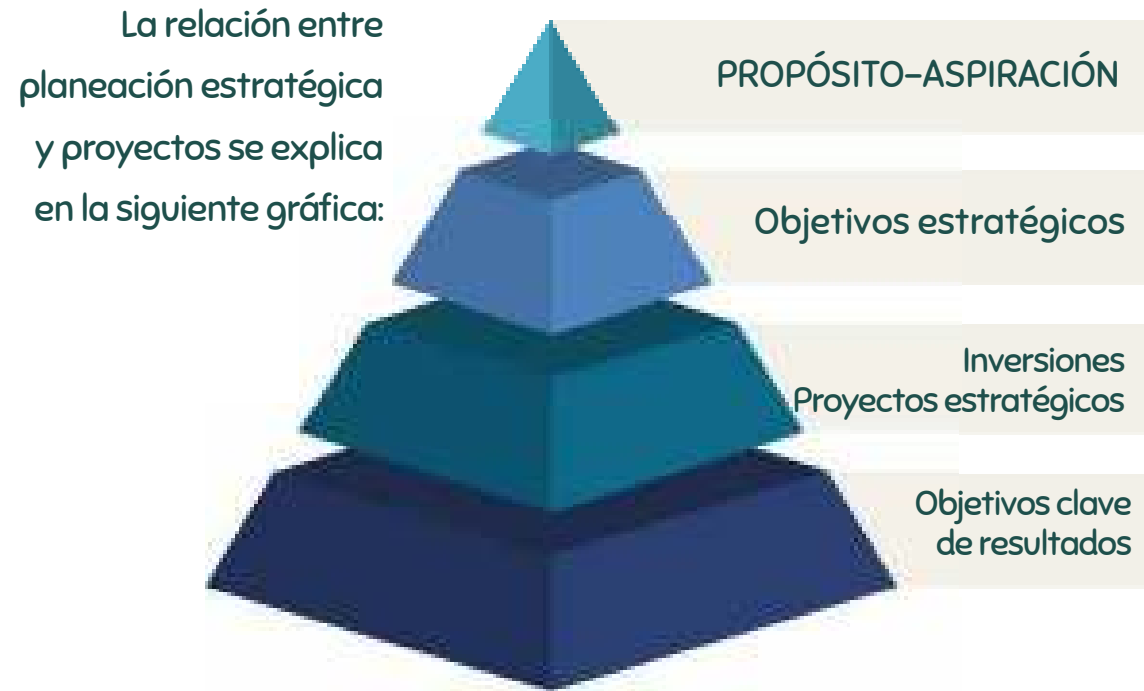 La relación entre
planeación estratégica
y proyectos se explica
en la siguiente gráfica:
PROPÓSITO–ASPIRACIÓN
Objetivos estratégicos
Inversiones
Proyectos estratégicos
Objetivos clave
de resultados